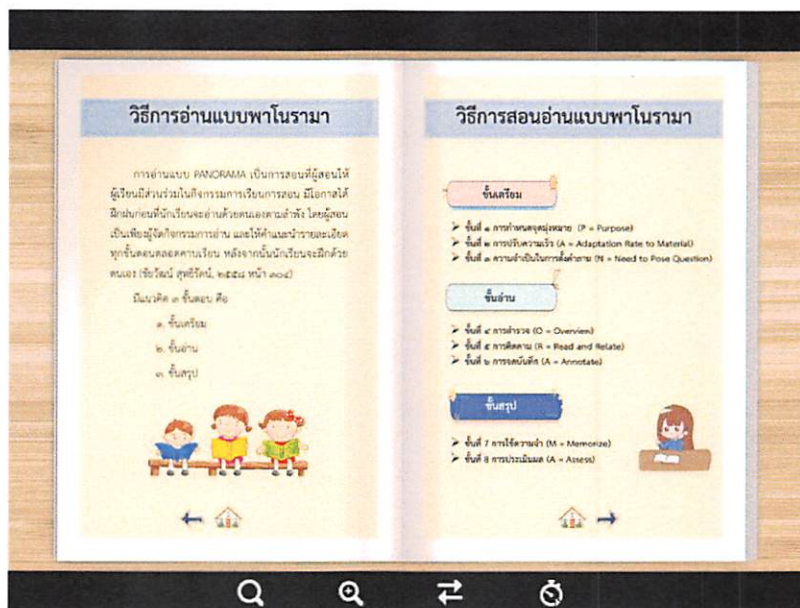 วิธีการอ่านแบบพาโนรามา
การอ่านแบบ PANORAMA เป็นการสอนที่ผู้สอนให้
ผู้เรียนมีส่วนร่วมในกิจกรรมการเรียนการสอน มีโอกาสได้
ฝึกฝนก่อนที่นักเรียนจะอ่านด้วยตนเองตามลำพัง โดยผู้สอน
เป็นเพียงผู้จัดกิจกรรมการอ่าน และให้คำแนะนำรายละเอียด
ทุกขั้นตอนตลอดคาบเรียน หลังจากนั้นนักเรียนจะฝึกด้วย
ตนเอง (ชัยวัฒน์ สุทธิรัตน์, ๒๕๕๘ หน้า ๓๐๔)
มีแนวคิด ๓ ขั้นตอน คือ
๑. ขั้นเตรียม
๒. ขั้นอ่าน
๓. ขั้นสรุป
วิธีการสอนอ่านแบบพาโนรามา
ขั้นเตรียม
➢ ขั้นที่ ๑ การกำหนดจุดมุ่งหมาย (P = Purpose)
➢ ขั้นที่ ๒ การปรับความเร็ว (A = Adaptation Rate to Material)
➢ ขั้นที่ ๓ ความจำเป็นในการตั้งคำถาม (N = Need to Pose Question)
ขั้นอ่าน
➢ ขั้นที่ ๔ การสำรวจ (O = Overview)
➢ ขั้นที่ ๕ การติดตาม (R = Read and Relate)
➢ ขั้นที่ ๖ การจดบันทึก (A = Annotate)
ขั้นสรุป
➢ ขั้นที่ 7 การใช้ความจำ (M = Memorize)
➢ ขั้นที่ 8 การประเมินผล (A = Assess)